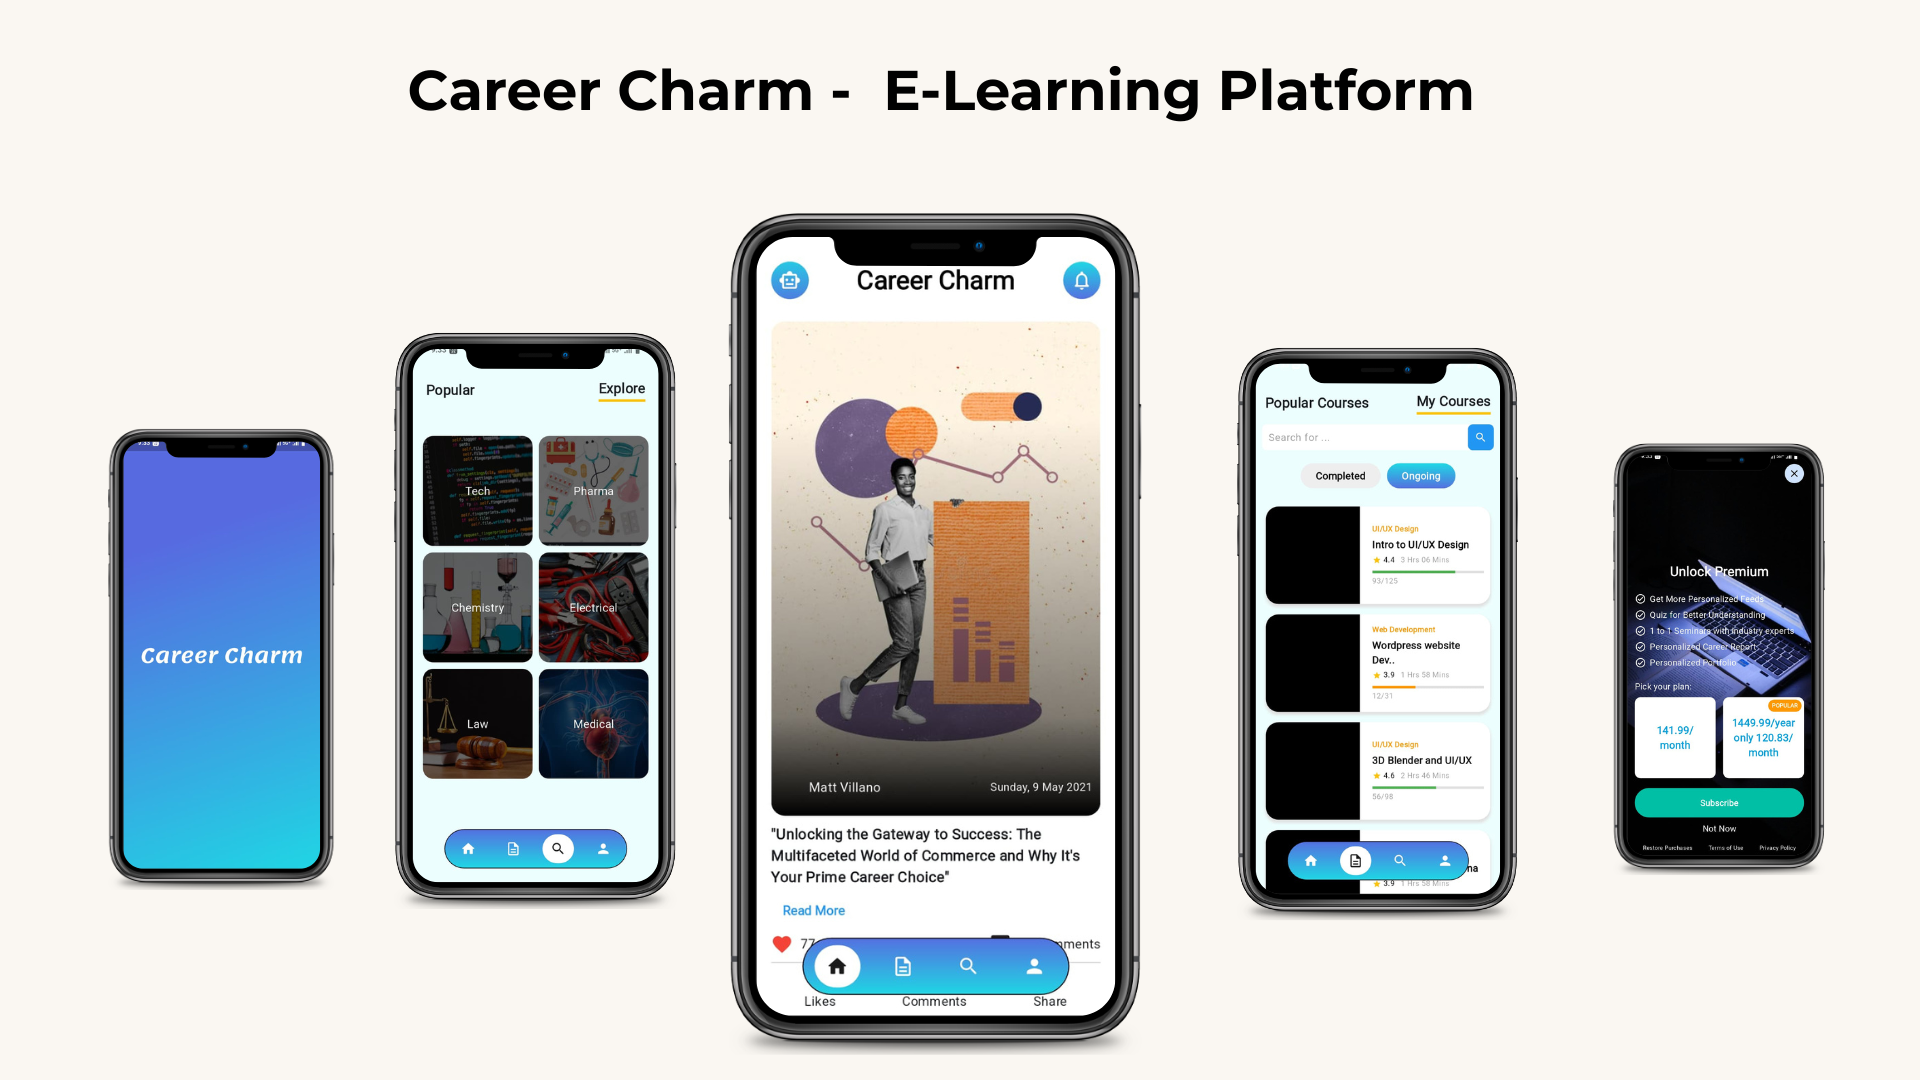 Career Charm - E-Learning Platform
Career Charm
Popular
Explore
Tech
Pharma
Chemistry
Electrical
Law
Medical
Career Charm
Matt Villano
Sunday, 9 May 2021
"Unlocking the Gateway to Success: The
Multifaceted World of Commerce and Why It's
Your Prime Career Choice"
Read More
77
Likes
Comments
Share
Popular Courses
My Courses
Search for ...
Completed
Ongoing
UI/UX Design
Intro to UI/UX Design
4.4 3 Hrs 06 Mins
93/125
Web Development
Wordpress website
Dev..
3.9 1 Hrs 58 Mins
12/31
UI/UX Design
3D Blender and UI/UX
4.6 2 Hrs 46 Mins
56/98
3.9 1 Hrs 58 Mins
Unlock Premium
Get More Personalized Feeds
Quiz for Better Understanding
1 to 1 Seminars with industry experts
Personalized Career Report
Personalized Portfolio
Pick your plan:
141.99/
month
POPULAR
1449.99/year
only 120.83/
month
Subscribe
Not Now
Restore Purchases
Terms of Use
Privacy Policy